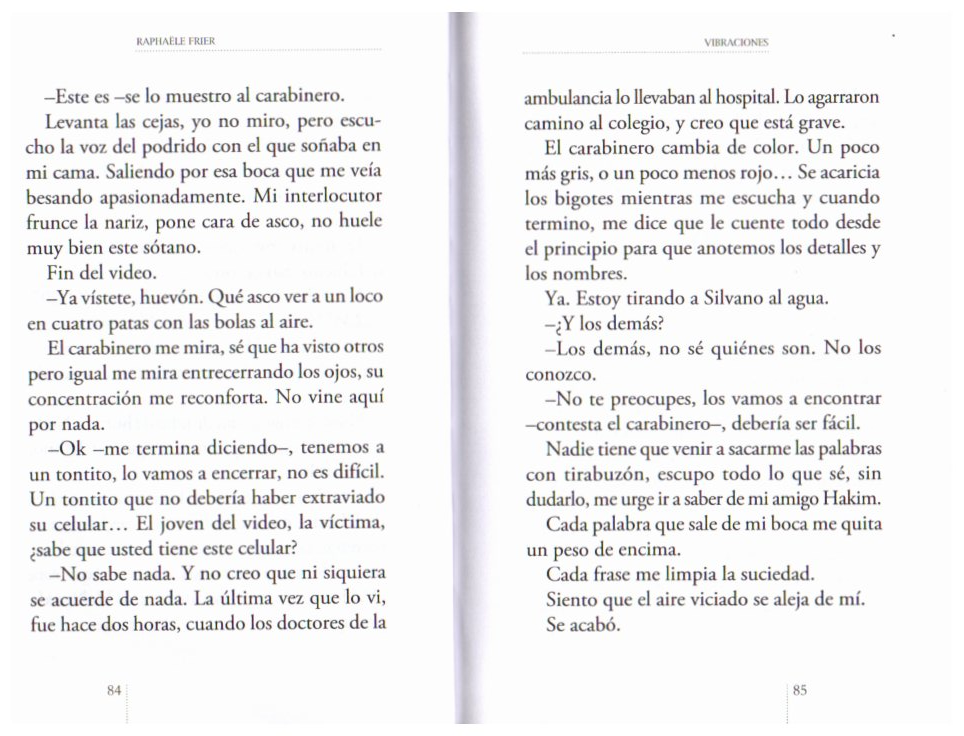 RAPHAËLE FRIER
–Este es –se lo muestro al carabinero.
Levanta las cejas, yo no miro, pero escu-
cho la voz del podrido con el que soñaba en
mi cama. Saliendo por esa boca que me veía
besando apasionadamente. Mi interlocutor
frunce la nariz, pone cara de asco, no huele
muy bien este sótano.
Fin del video.
–Ya vístete, huevón. Qué asco ver a un loco
en cuatro patas con las bolas al aire.
El carabinero me mira, sé que ha visto otros
pero igual me mira entrecerrando los ojos, su
concentración me reconforta. No vine aquí
por nada.
–Ok –me termina diciendo–, tenemos a
un tontito, lo vamos a encerrar, no es difícil.
Un tontito que no debería haber extraviado
su celular... El joven del video, la víctima,
¿sabe que usted tiene este celular?
–No sabe nada. Y no creo que ni siquiera
se acuerde de nada. La última vez que lo vi,
fue hace dos horas, cuando los doctores de la
84
VIBRACIONES
ambulancia lo llevaban al hospital. Lo agarraron
camino al colegio, y creo que está grave.
El carabinero cambia de color. Un poco
más gris, o un poco menos rojo... Se acaricia
los bigotes mientras me escucha y cuando
termino, me dice que le cuente todo desde
el principio para que anotemos los detalles y
los nombres.
Ya. Estoy tirando a Silvano al agua.
–¿Y los demás?
–Los demás, no sé quiénes son. No los
conozco.
–No te preocupes, los vamos a encontrar
–contesta el carabinero–, debería ser fácil.
Nadie tiene que venir a sacarme las palabras
con tirabuzón, escupo todo lo que sé, sin
dudarlo, me urge ir a saber de mi amigo Hakim.
Cada palabra que sale de mi boca me quita
un peso de encima.
Cada frase me limpia la suciedad.
Siento que el aire viciado se aleja de mí.
Se acabó.
85